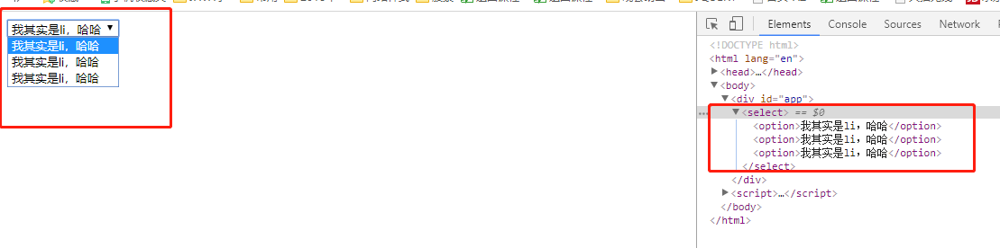 我其实是li，哈哈
我其实是li，哈哈
我其实是li，哈哈
我其实是li，哈哈
Elements Console Sources Network
<!DOCTYPE html>
<html lang="en">
<head>…</head>
<body>
<div id="app">
<select> == $0
<option>我其实是li，哈哈</option>
<option>我其实是li，哈哈</option>
<option>我其实是li，哈哈</option>
</select>
</div>
<script>…</script>
</body>
</html>